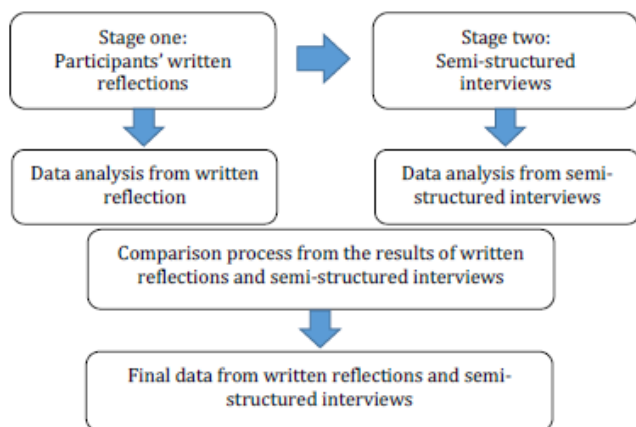 Stage one:
Participants' written
reflections
Stage two:
Semi-structured
interviews
Data analysis from written
reflection
Data analysis from semi-
structured interviews
Comparison process from the results of written
reflections and semi-structured interviews
Final data from written reflections and semi-
structured interviews